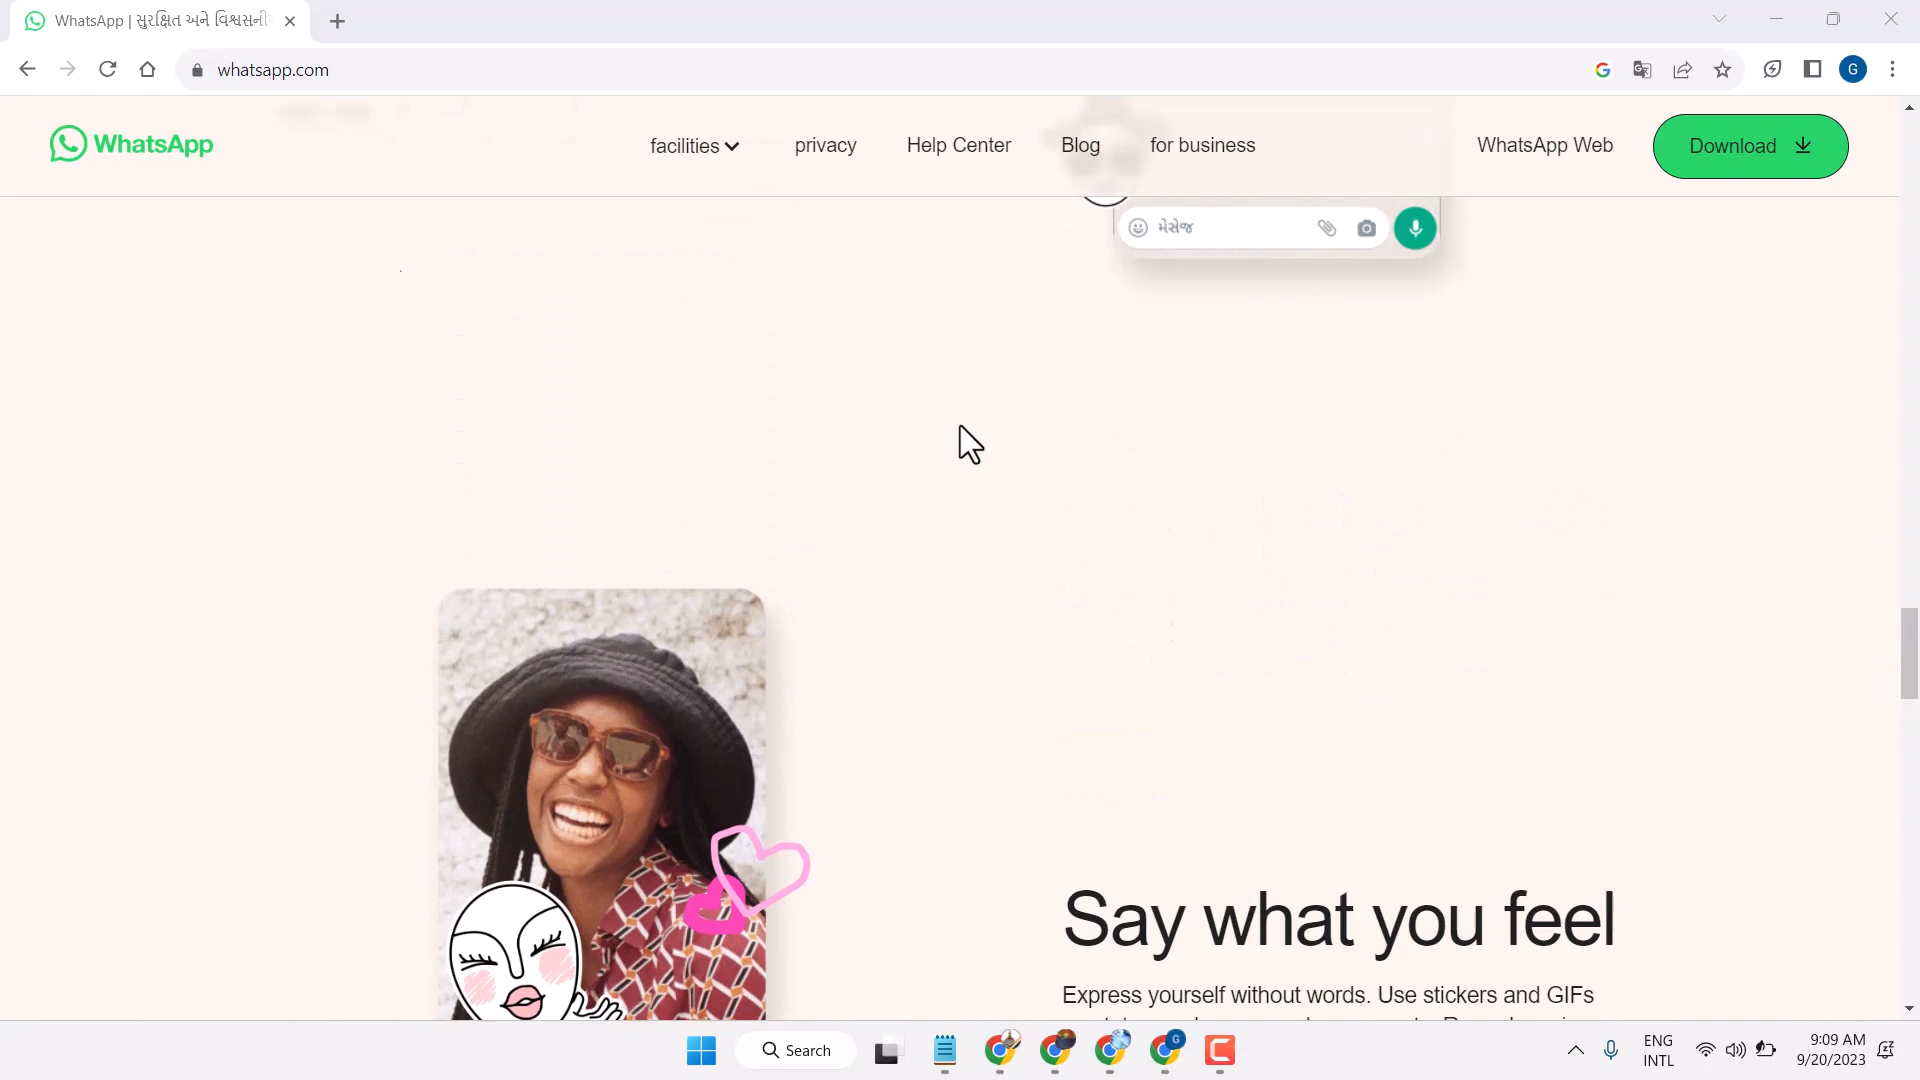 WhatsApp | સુરક્ષિત અને વિશ્વસની
whatsapp.com
G
WhatsApp
facilities
privacy
Help Center
Blog
for business
WhatsApp Web
Download
મેસેજ
Say what you feel
Express yourself without words. Use stickers and GIFs
Search
G
ENG
INTL
9:09 AM
9/20/2023